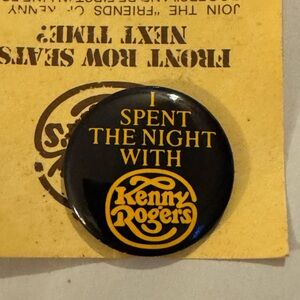 JOIN THE "FRIENDS OF KENNY
FRONT ROW SEATS
NEXT TIME?
I
SPENT
THE NIGHT
WITH
Kenny
Rogers